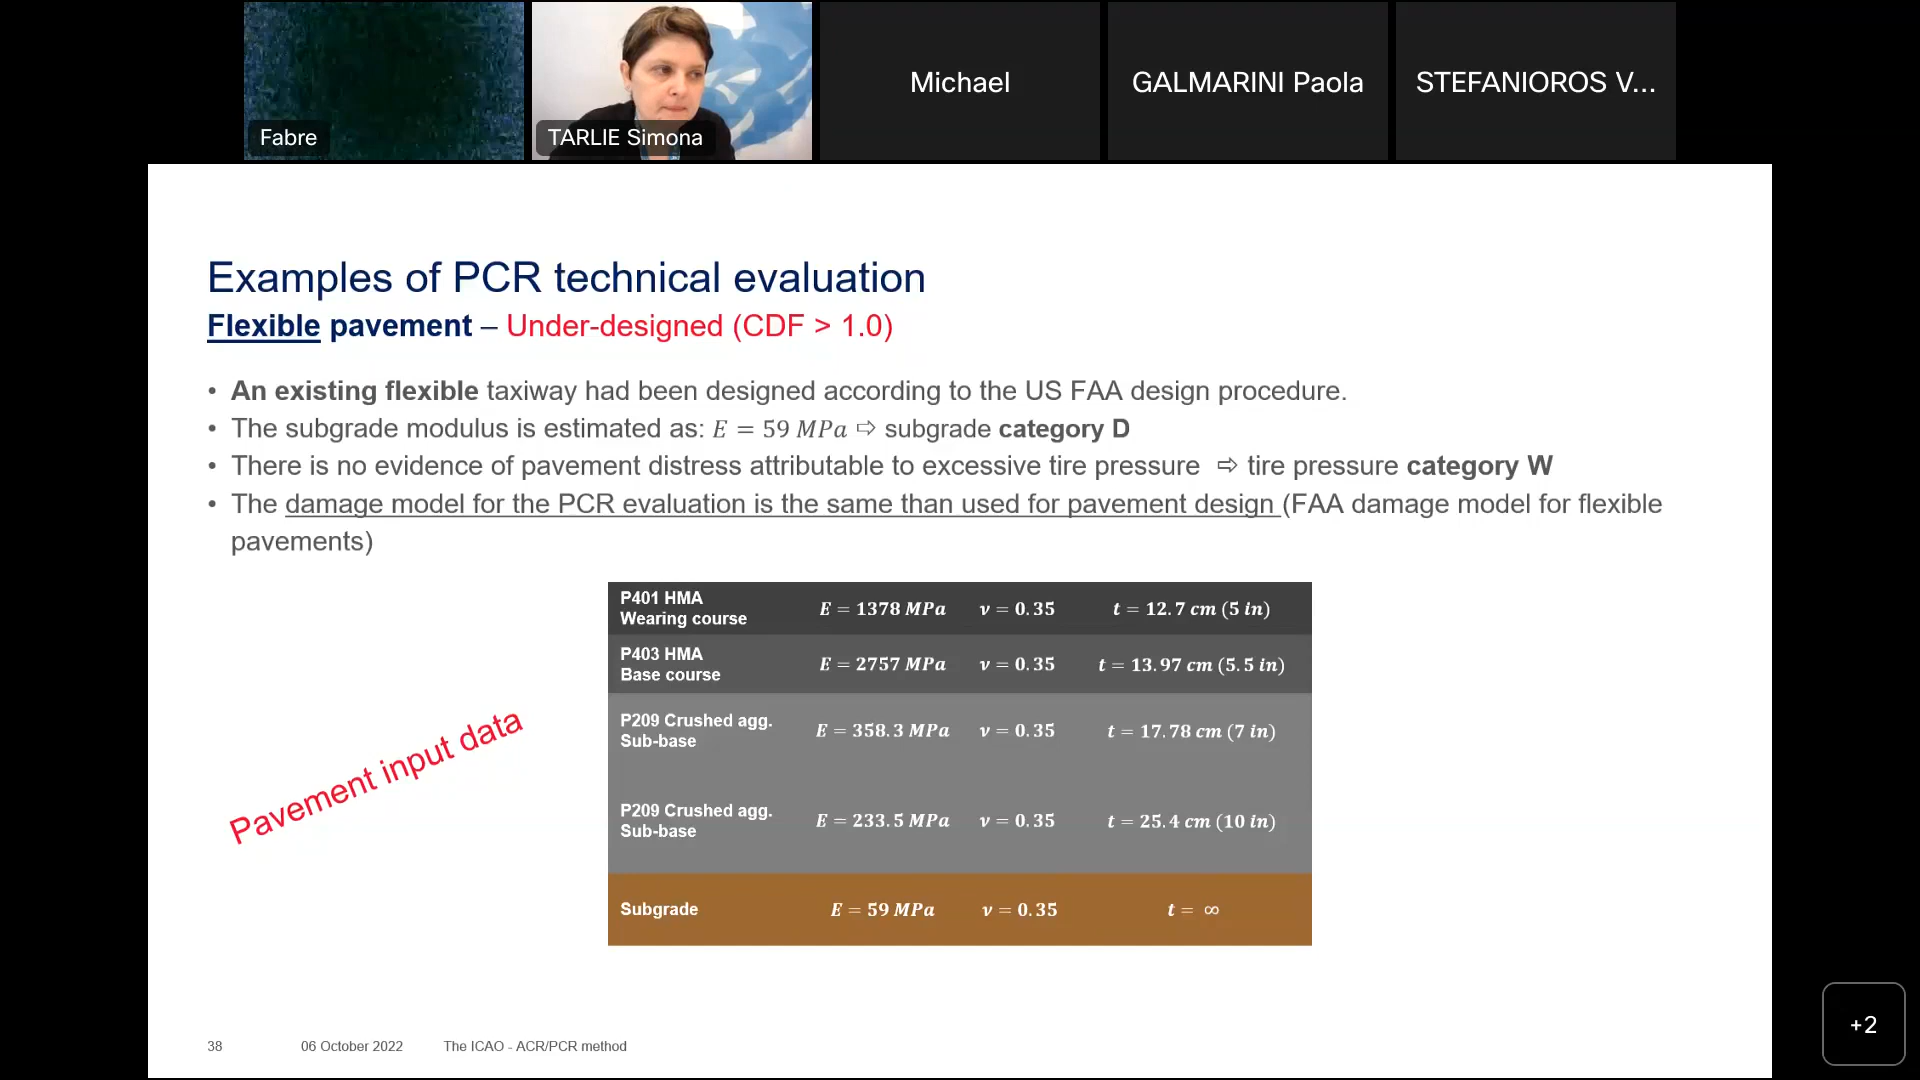 Fabre
TARLIE Simona
Michael
GALMARINI Paola
STEFANIOROS V...
Examples of PCR technical evaluation
Flexible pavement – Under-designed (CDF > 1.0)
• An existing flexible taxiway had been designed according to the US FAA design procedure.
• The subgrade modulus is estimated as: E = 59 MPa ⇨ subgrade category D
• There is no evidence of pavement distress attributable to excessive tire pressure ⇨ tire pressure category W
• The damage model for the PCR evaluation is the same than used for pavement design (FAA damage model for flexible
pavements)
P401 HMA
Wearing course E = 1378 MPa ν = 0.35 t = 12.7 cm (5 in)
P403 HMA
Base course E = 2757 MPa ν = 0.35 t = 13.97 cm (5.5 in)
P209 Crushed agg.
Sub-base E = 358.3 MPa ν = 0.35 t = 17.78 cm (7 in)
Pavement input data
P209 Crushed agg.
Sub-base E = 233.5 MPa ν = 0.35 t = 25.4 cm (10 in)
Subgrade E = 59 MPa ν = 0.35 t = ∞
+2
38 06 October 2022 The ICAO - ACR/PCR method